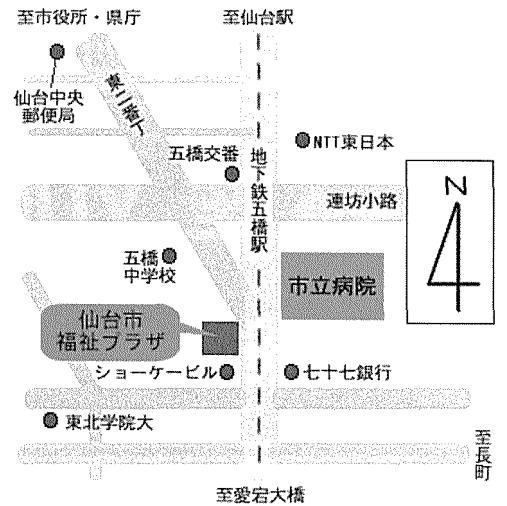 至市役所・県庁
至仙台駅
仙台中央
郵便局
東二番丁
NTT東日本
五橋交番
地下鉄五橋駅
連坊小路
N
五橋
中学校
市立病院
仙台市
福祉プラザ
ショーケービル
七十七銀行
東北学院大
至長町
至愛宕大橋